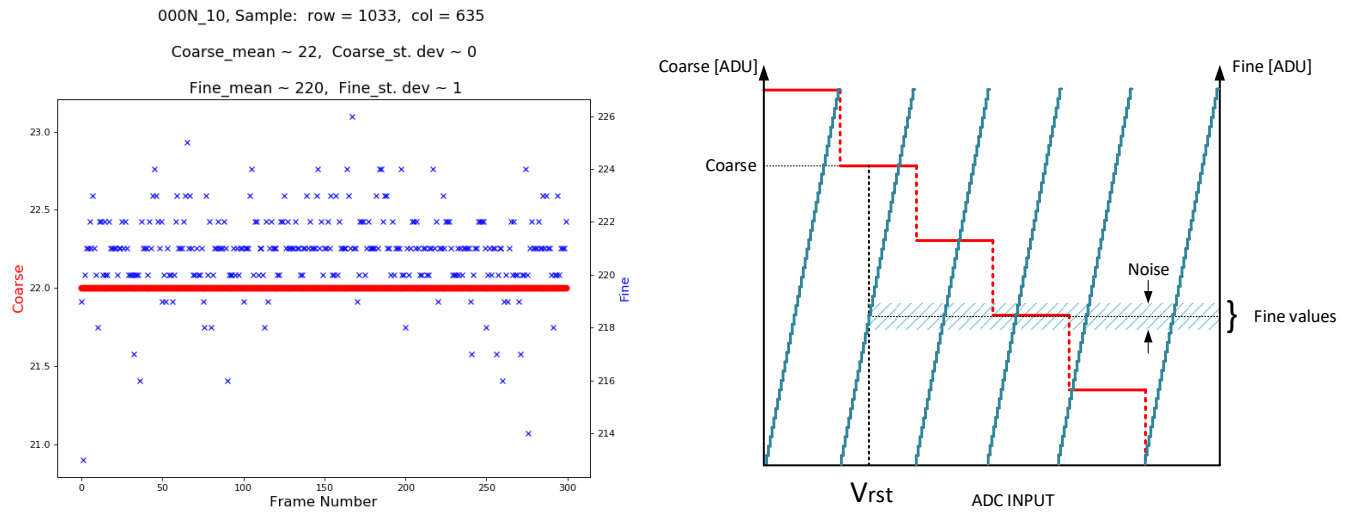 000N_10, Sample:  row = 1033,  col = 635
Coarse_mean ~ 22,  Coarse_st. dev ~ 0
Fine_mean ~ 220,  Fine_st. dev ~ 1
23.0
22.5
22.0
21.5
21.0
Coarse
226
224
222
220
218
216
214
Fine
0
50
100
150
200
250
300
Frame Number
Coarse [ADU]
Fine [ADU]
Coarse
Noise
} Fine values
Vrst
ADC INPUT